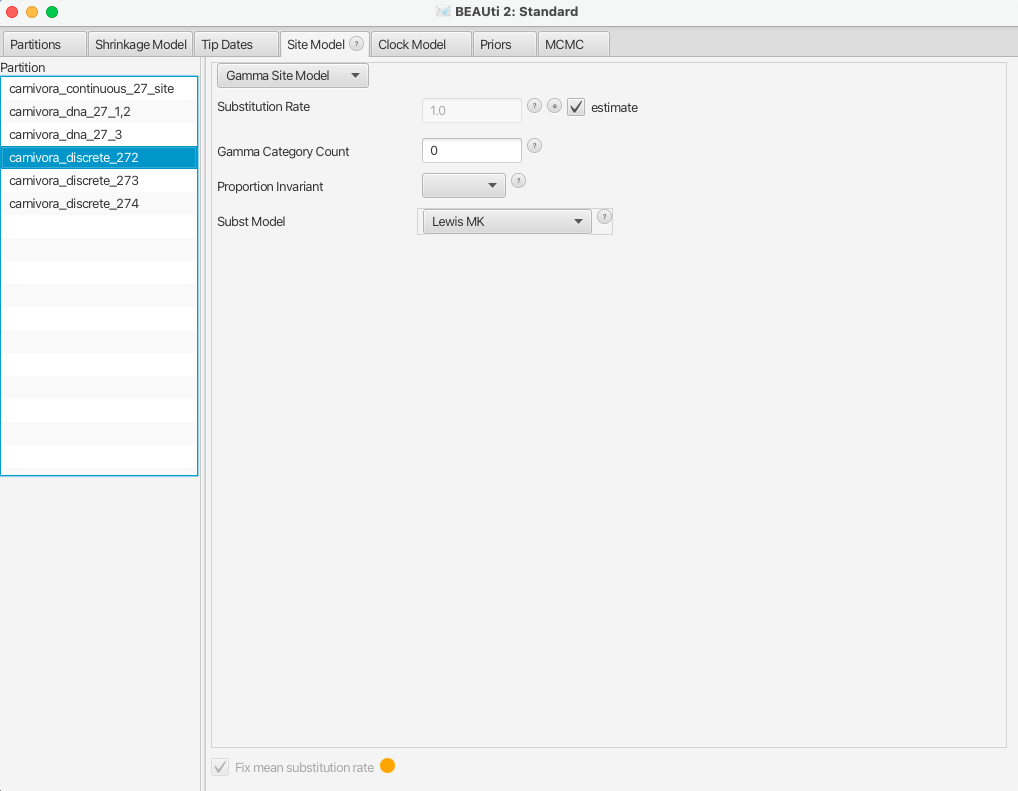 BEAUti 2: Standard
Partitions Shrinkage Model Tip Dates Site Model ? Clock Model Priors MCMC
Partition
carnivora_continuous_27_site
carnivora_dna_27_1,2
carnivora_dna_27_3
carnivora_discrete_272
carnivora_discrete_273
carnivora_discrete_274
Gamma Site Model
Substitution Rate 1.0 ? e estimate
Gamma Category Count 0 ?
Proportion Invariant ?
Subst Model Lewis MK ?
Fix mean substitution rate